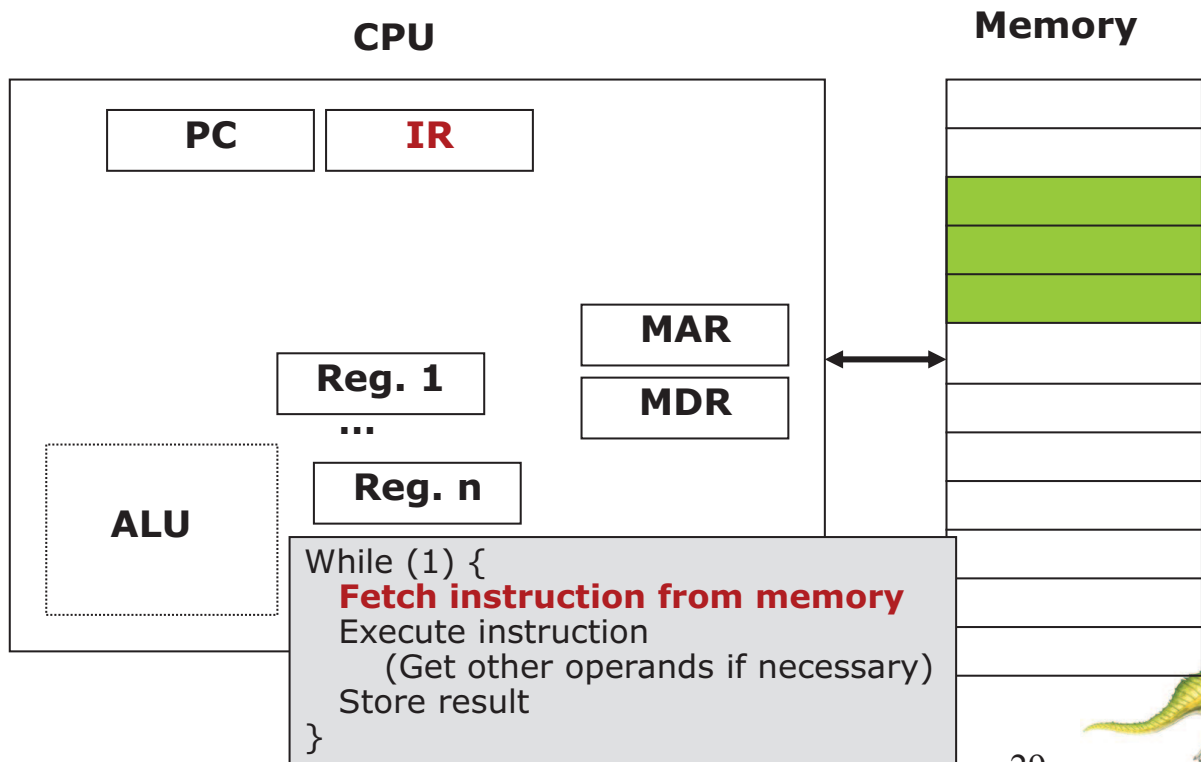 CPU
Memory
PC
IR
MAR
Reg. 1
MDR
...
Reg. n
ALU
While (1) {
Fetch instruction from memory
Execute instruction
(Get other operands if necessary)
Store result
}